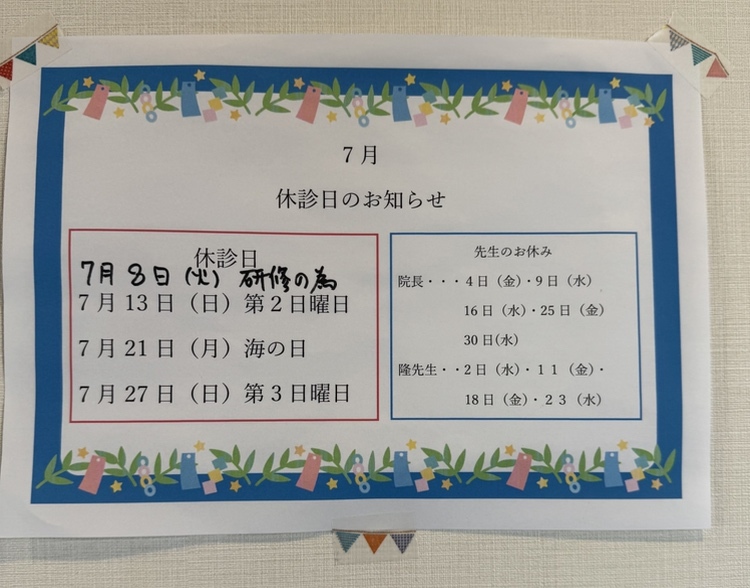 7月
休診日のお知らせ
休診日
7月8日(火) 研修の為
7月13日（日）第2日曜日
7月21日（月）海の日
7月27日（日）第3日曜日
先生のお休み
院長・・・4日（金）・9日（水）
16日（水）・25日（金）
30日(水)
隆先生・・2日（水）・１１（金）・
18日（金）・２３（水）